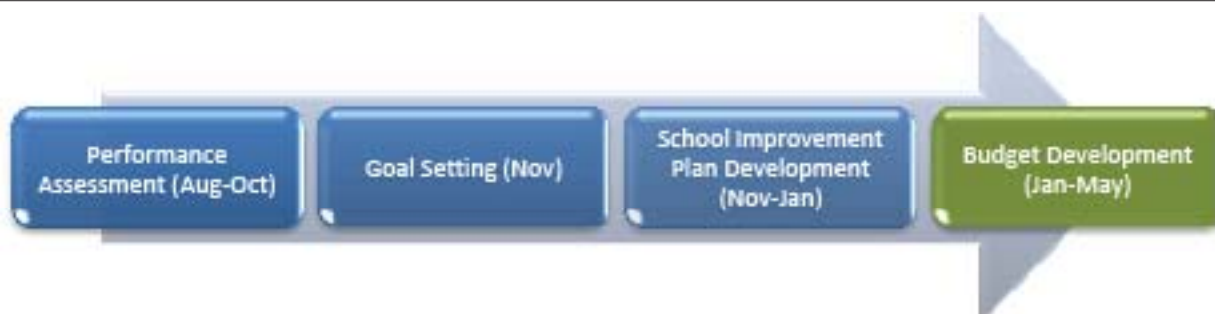 Performance
Assessment (Aug-Oct)
Goal Setting (Nov)
School Improvement
Plan Development
(Nov-Jan)
Budget Development
(Jan-May)